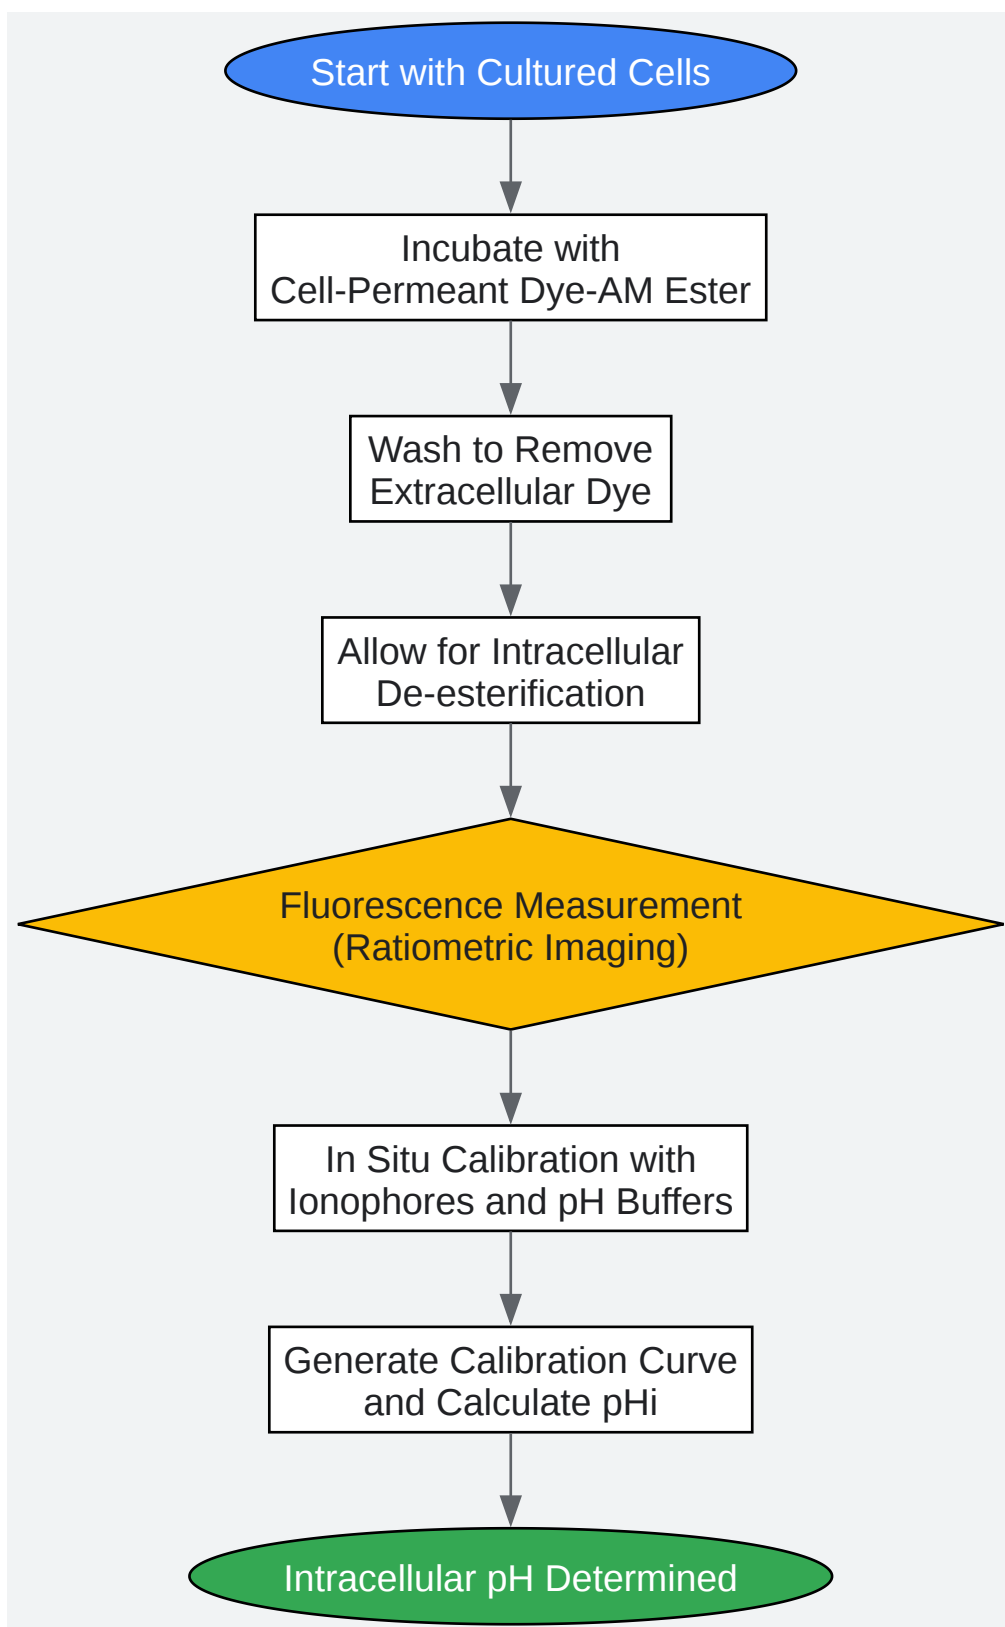 Start with Cultured Cells
Incubate with
Cell-Permeant Dye-AM Ester
Wash to Remove
Extracellular Dye
Allow for Intracellular
De-esterification
Fluorescence Measurement
(Ratiometric Imaging)
In Situ Calibration with
Ionophores and pH Buffers
Generate Calibration Curve
and Calculate pHi
Intracellular pH Determined